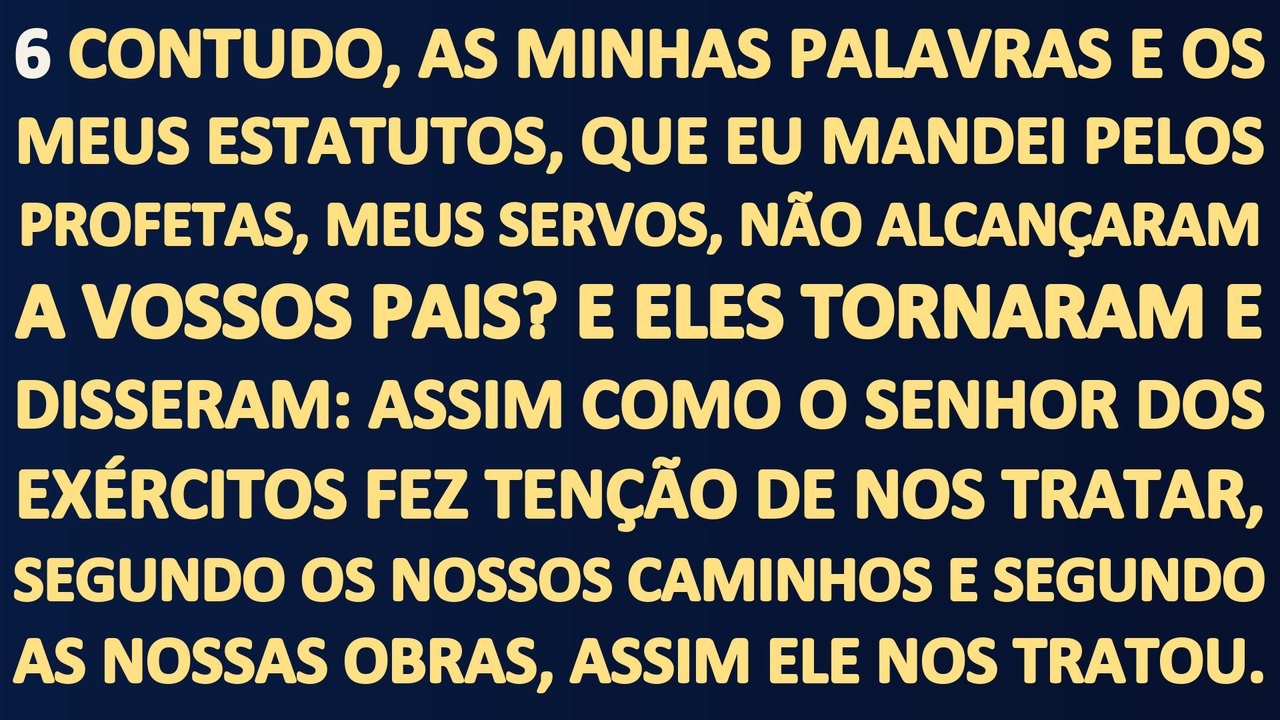 6 CONTUDO, AS MINHAS PALAVRAS E OS
MEUS ESTATUTOS, QUE EU MANDEI PELOS
PROFETAS, MEUS SERVOS, NÃO ALCANÇARAM
A VOSSOS PAIS? E ELES TORNARAM E
DISSERAM: ASSIM COMO O SENHOR DOS
EXÉRCITOS FEZ TENÇÃO DE NOS TRATAR,
SEGUNDO OS NOSSOS CAMINHOS E SEGUNDO
AS NOSSAS OBRAS, ASSIM ELE NOS TRATOU.